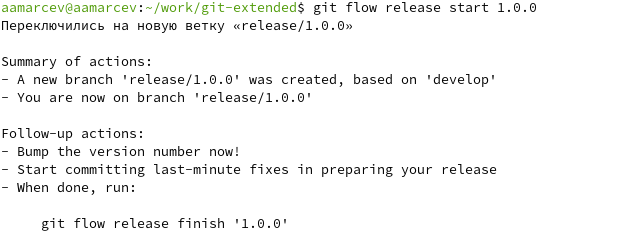 aamarcev@aamarcev:~/work/git-extended$ git flow release start 1.0.0
Переключились на новую ветку «release/1.0.0»
Summary of actions:
- A new branch 'release/1.0.0' was created, based on 'develop'
- You are now on branch 'release/1.0.0'
Follow-up actions:
- Bump the version number now!
- Start committing last-minute fixes in preparing your release
- When done, run:
git flow release finish '1.0.0'